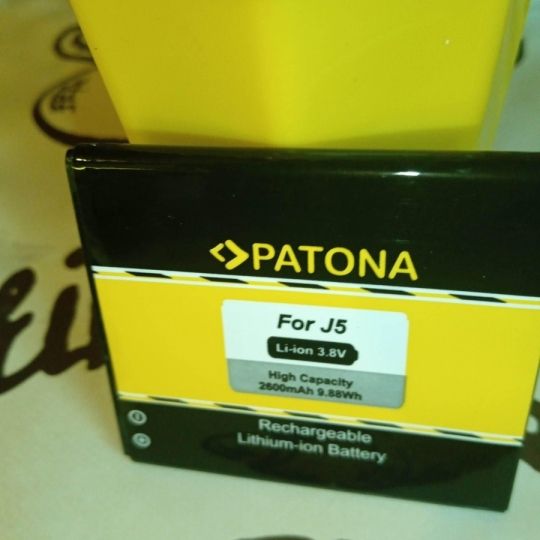 PATONA
For J5
Li-ion 3.8V
High Capacity
2600mAh 9.88Wh
Rechargeable
Lithium-ion Battery